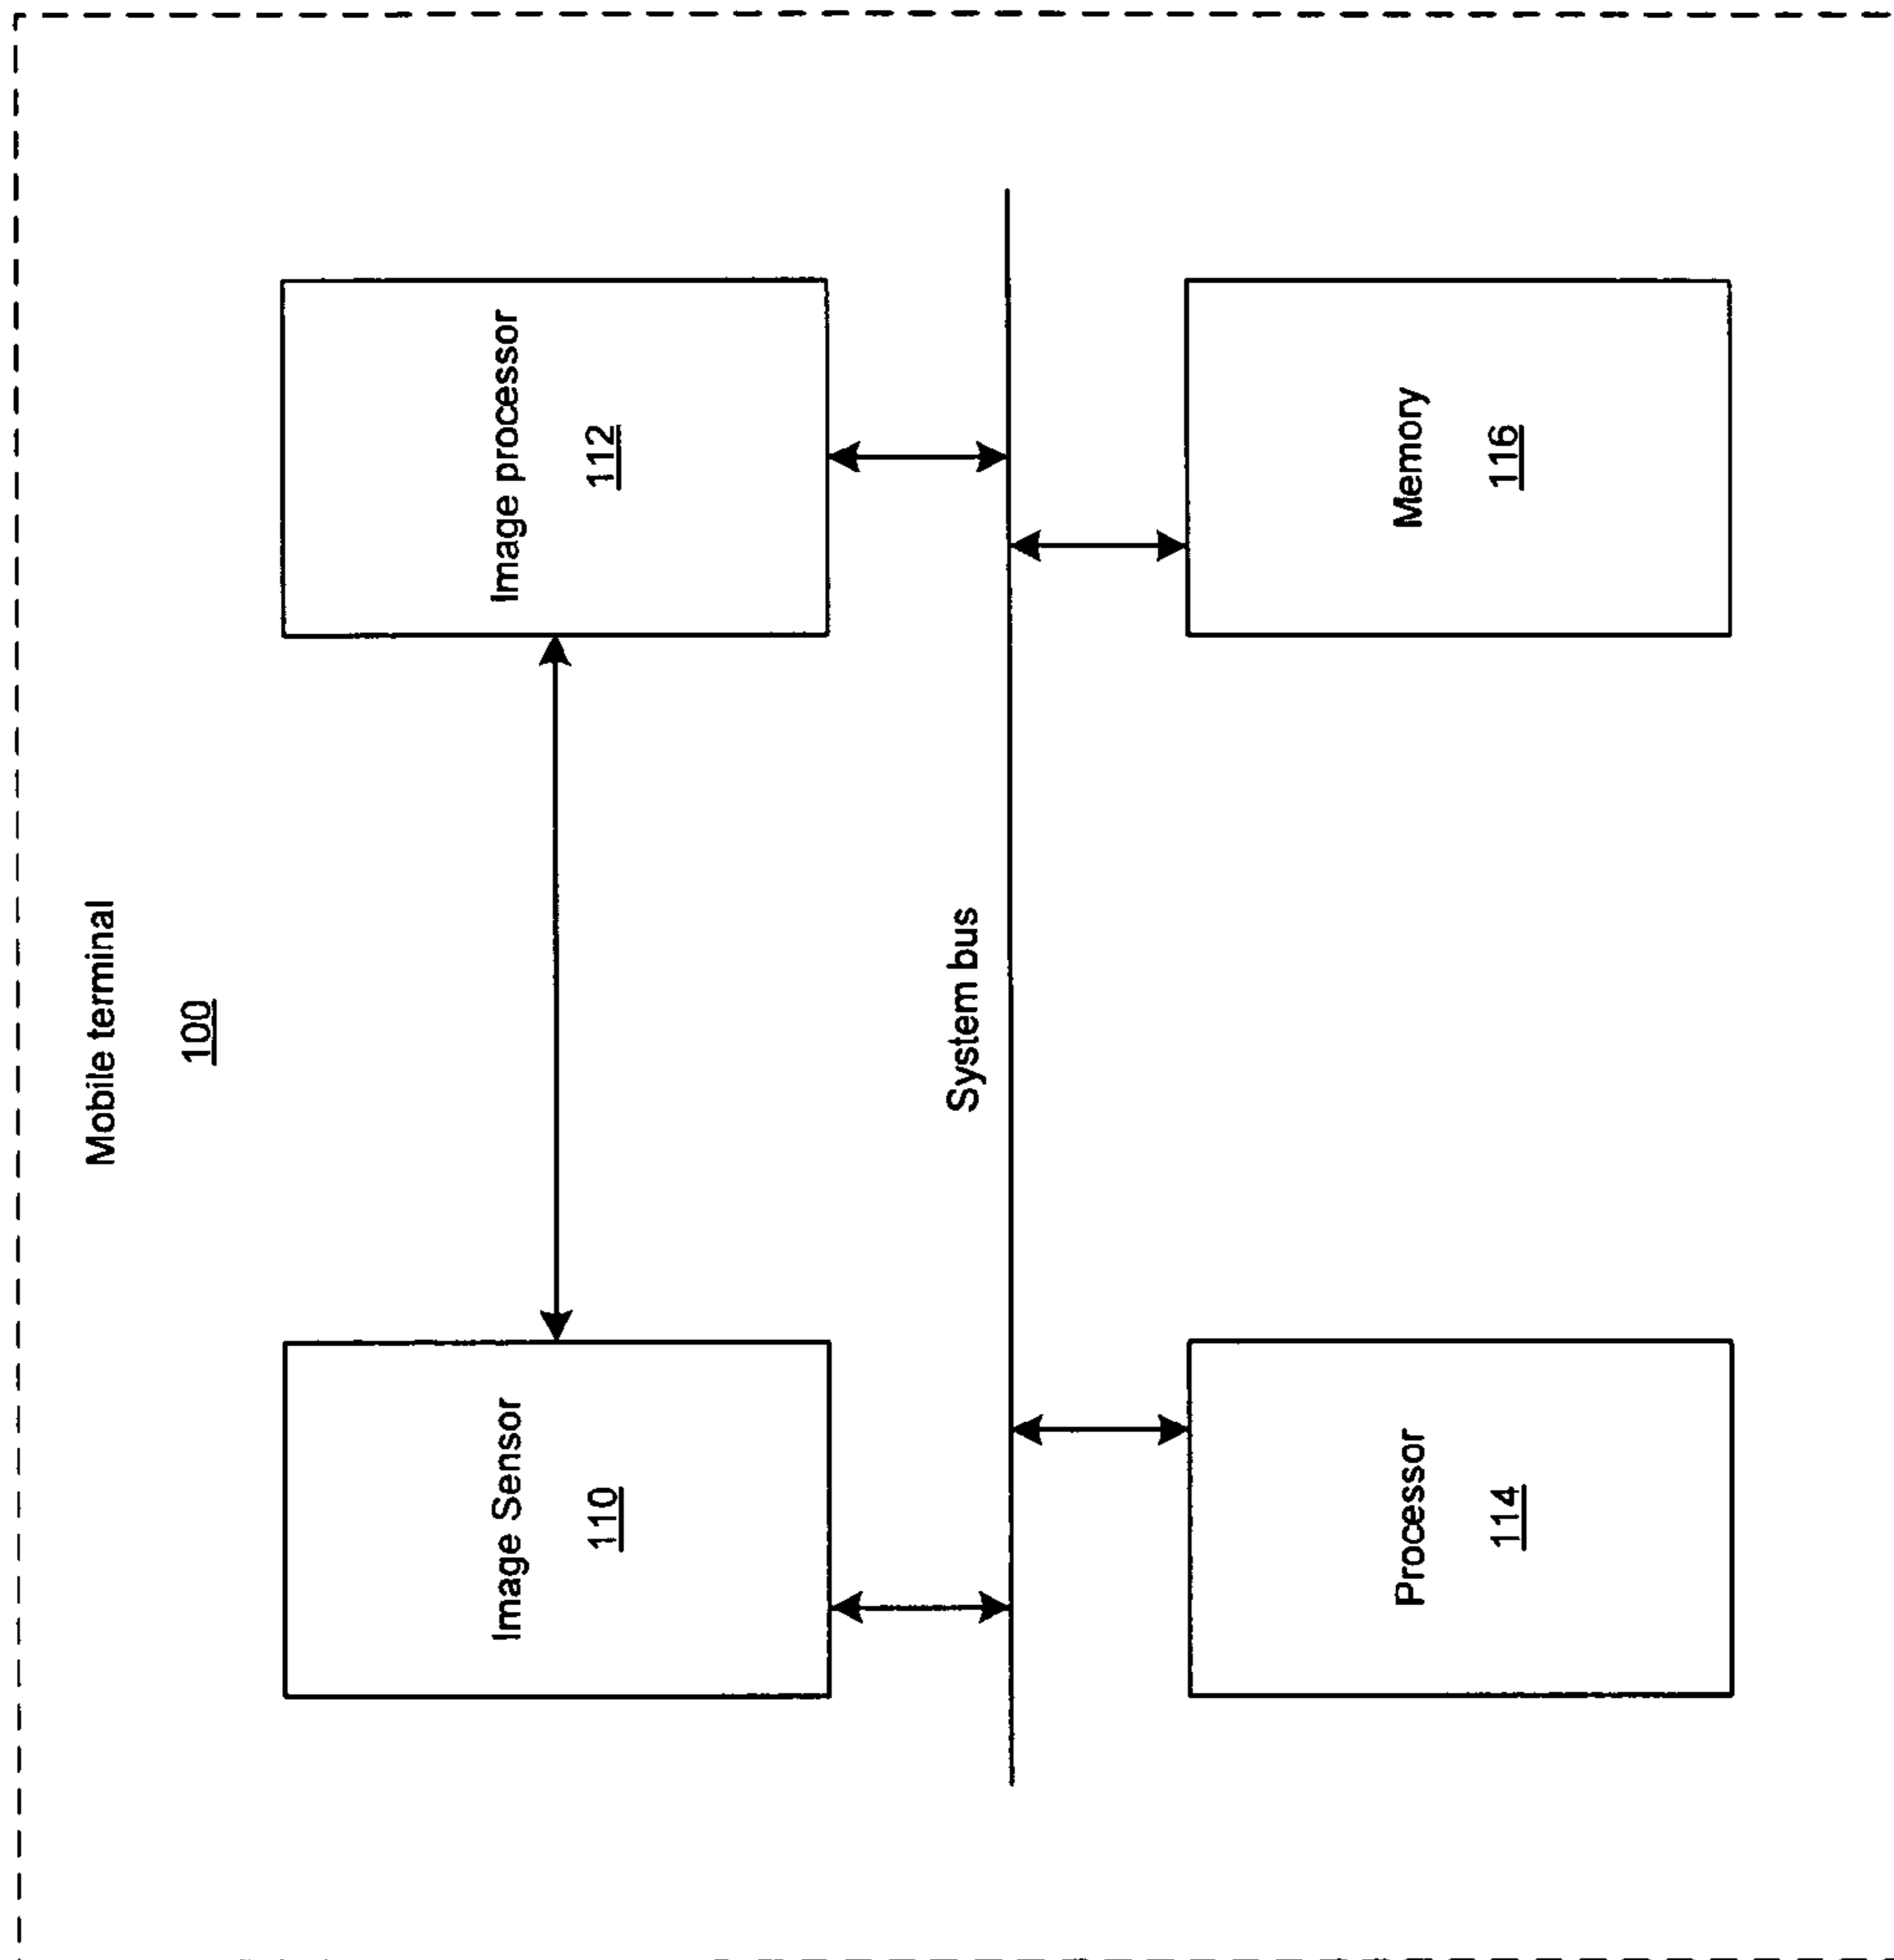 Mobile terminal
100
Image Sensor
110
Image processor
112
System bus
Processor
114
Memory
116